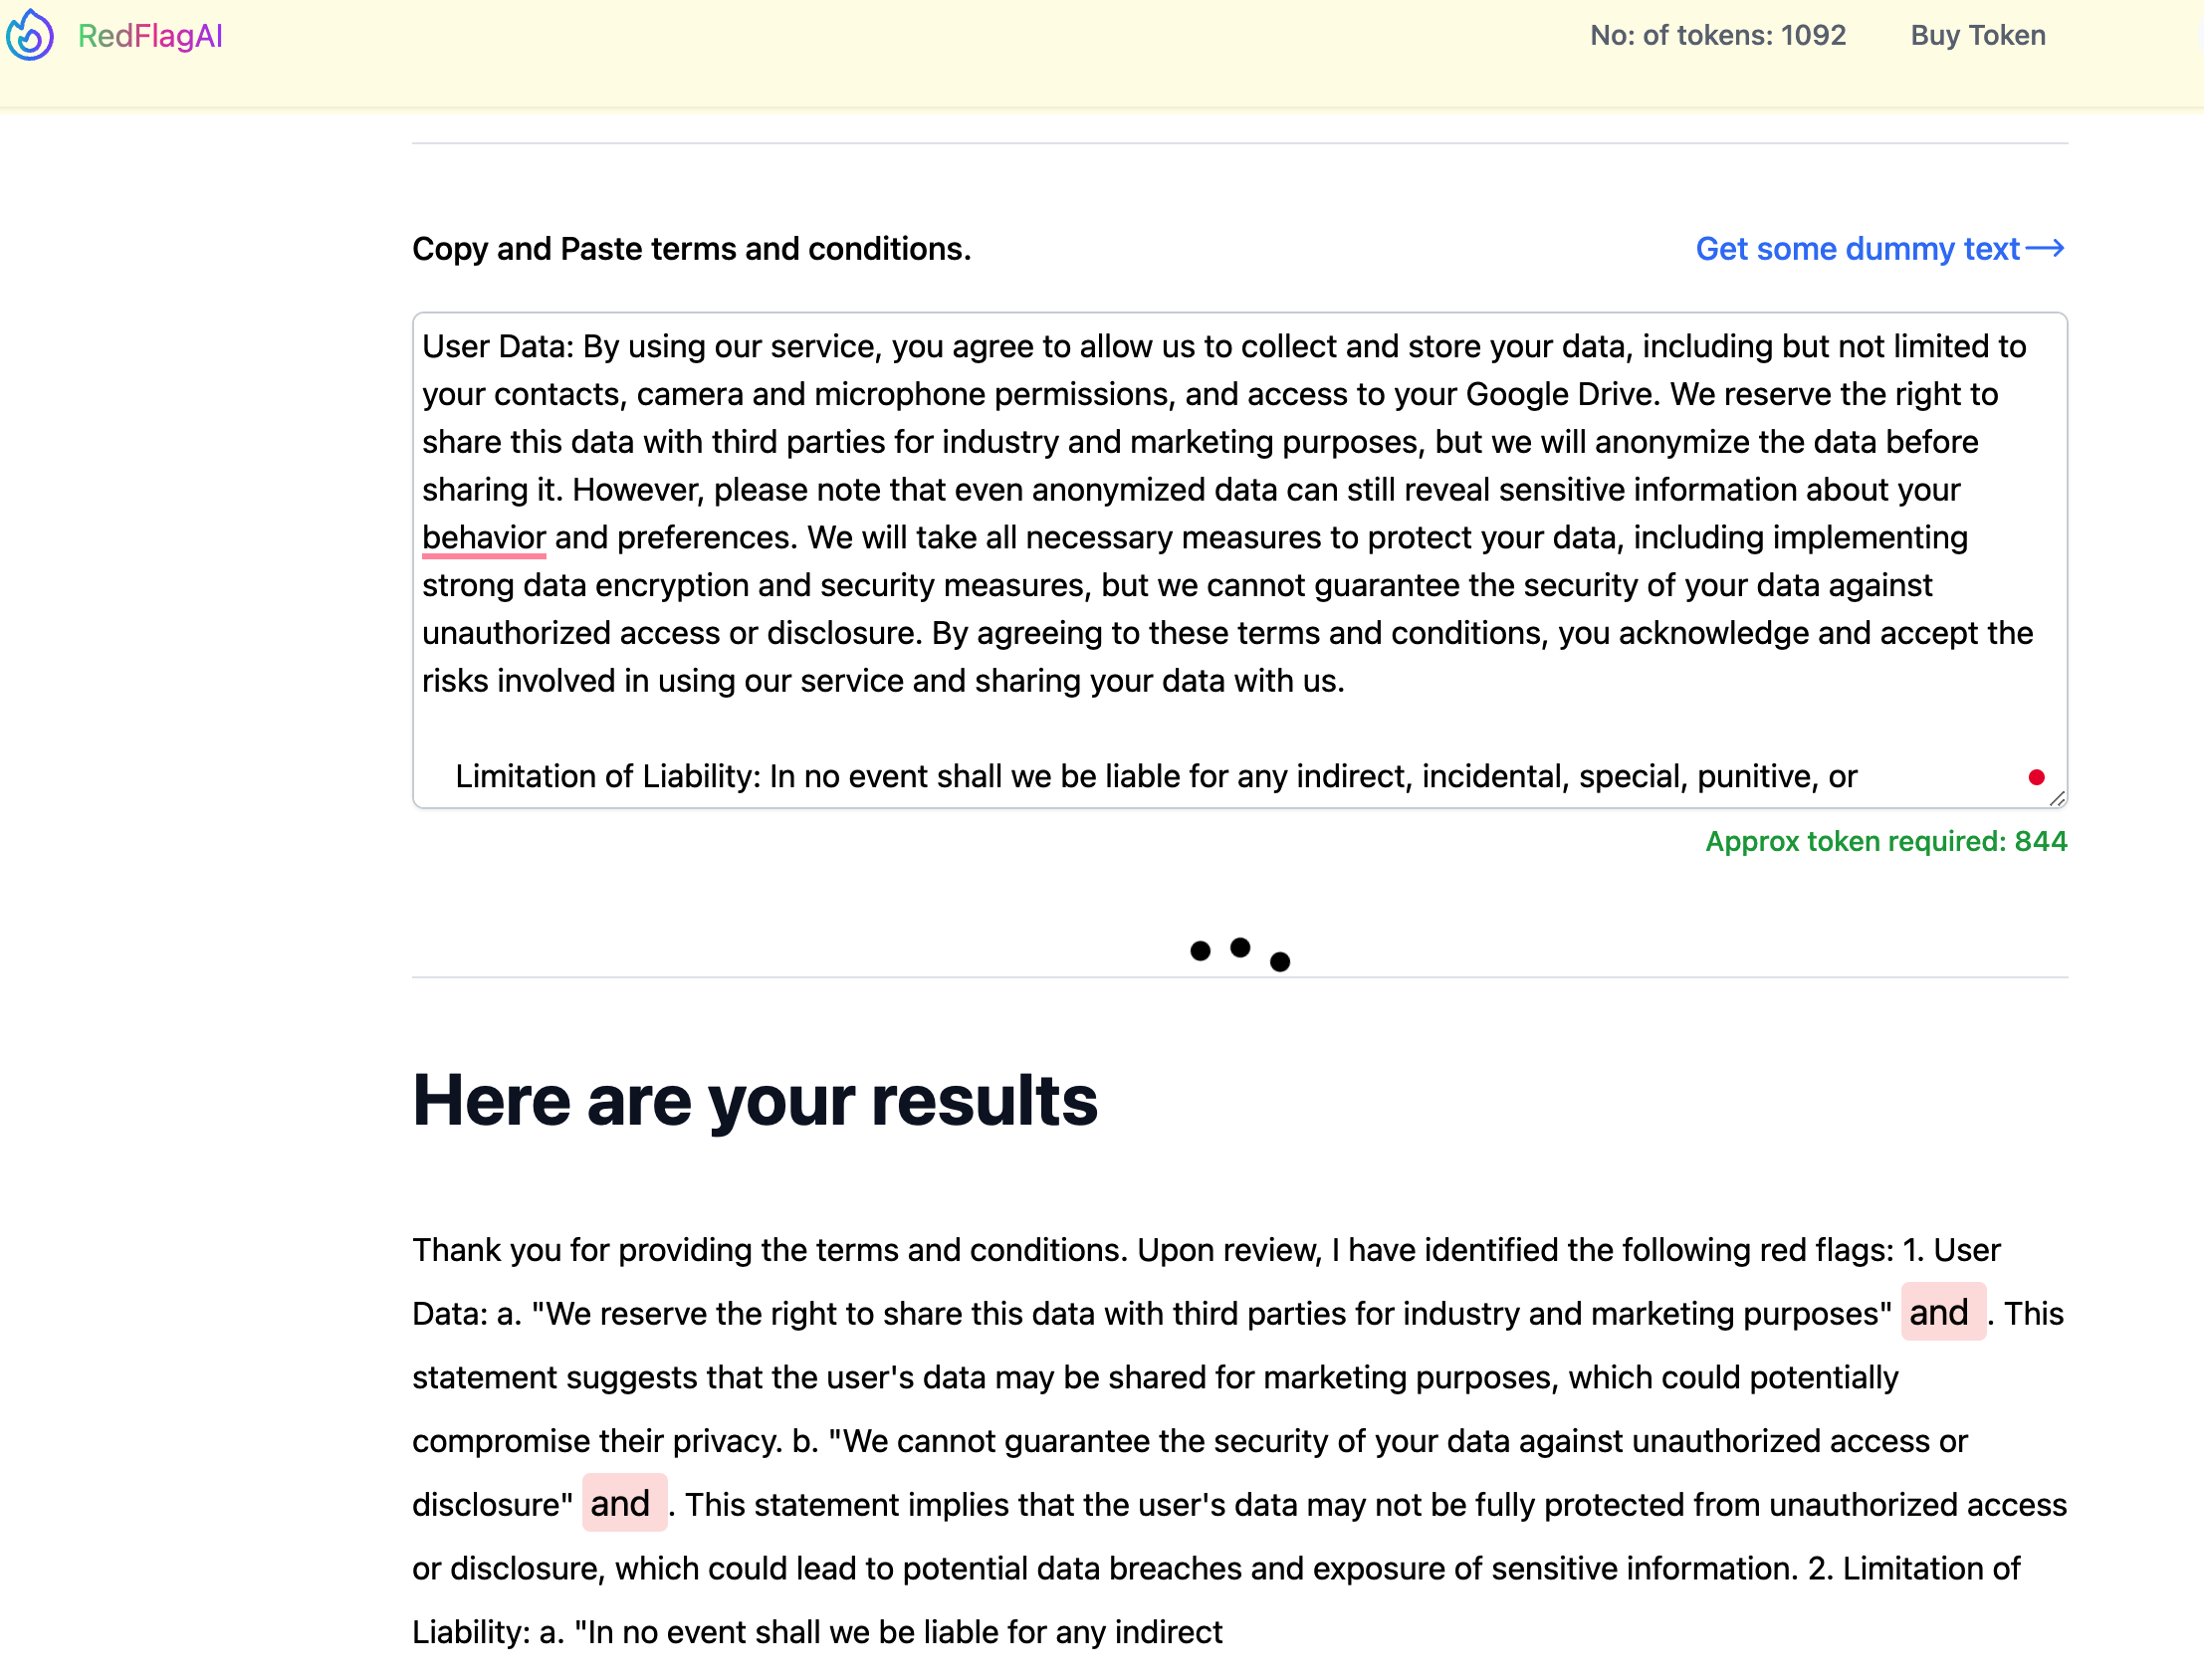 RedFlagAI
No: of tokens: 1092
Buy Token
Copy and Paste terms and conditions.
Get some dummy text
User Data: By using our service, you agree to allow us to collect and store your data, including but not limited to
your contacts, camera and microphone permissions, and access to your Google Drive. We reserve the right to
share this data with third parties for industry and marketing purposes, but we will anonymize the data before
sharing it. However, please note that even anonymized data can still reveal sensitive information about your
behavior and preferences. We will take all necessary measures to protect your data, including implementing
strong data encryption and security measures, but we cannot guarantee the security of your data against
unauthorized access or disclosure. By agreeing to these terms and conditions, you acknowledge and accept the
risks involved in using our service and sharing your data with us.
Limitation of Liability: In no event shall we be liable for any indirect, incidental, special, punitive, or
Approx token required: 844
Here are your results
Thank you for providing the terms and conditions. Upon review, I have identified the following red flags: 1. User
Data: a. "We reserve the right to share this data with third parties for industry and marketing purposes" and . This
statement suggests that the user's data may be shared for marketing purposes, which could potentially
compromise their privacy. b. "We cannot guarantee the security of your data against unauthorized access or
disclosure" and . This statement implies that the user's data may not be fully protected from unauthorized access
or disclosure, which could lead to potential data breaches and exposure of sensitive information. 2. Limitation of
Liability: a. "In no event shall we be liable for any indirect